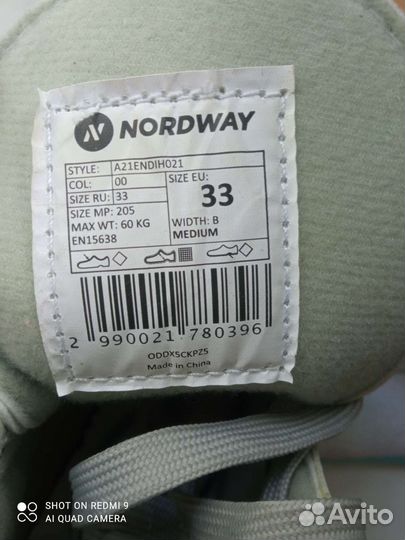 NORDWAY
STYLE: A21ENDIH021
COL: 00
SIZE RU: 33
SIZE MP: 205
MAX WT: 60 KG
EN15638
SIZE EU:
33
WIDTH: B
MEDIUM
2 990021 780396
ODDX5CKPZ5
Made in China
SHOT ON REDMI 9
AI QUAD CAMERA
Avito